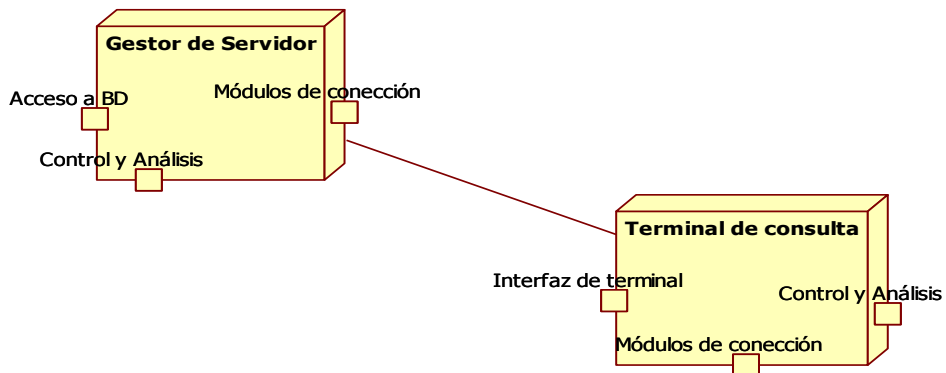 Gestor de Servidor
Acceso a BD
Módulos de conección
Control y Análisis
Terminal de consulta
Interfaz de terminal
Control y Análisis
Módulos de conección